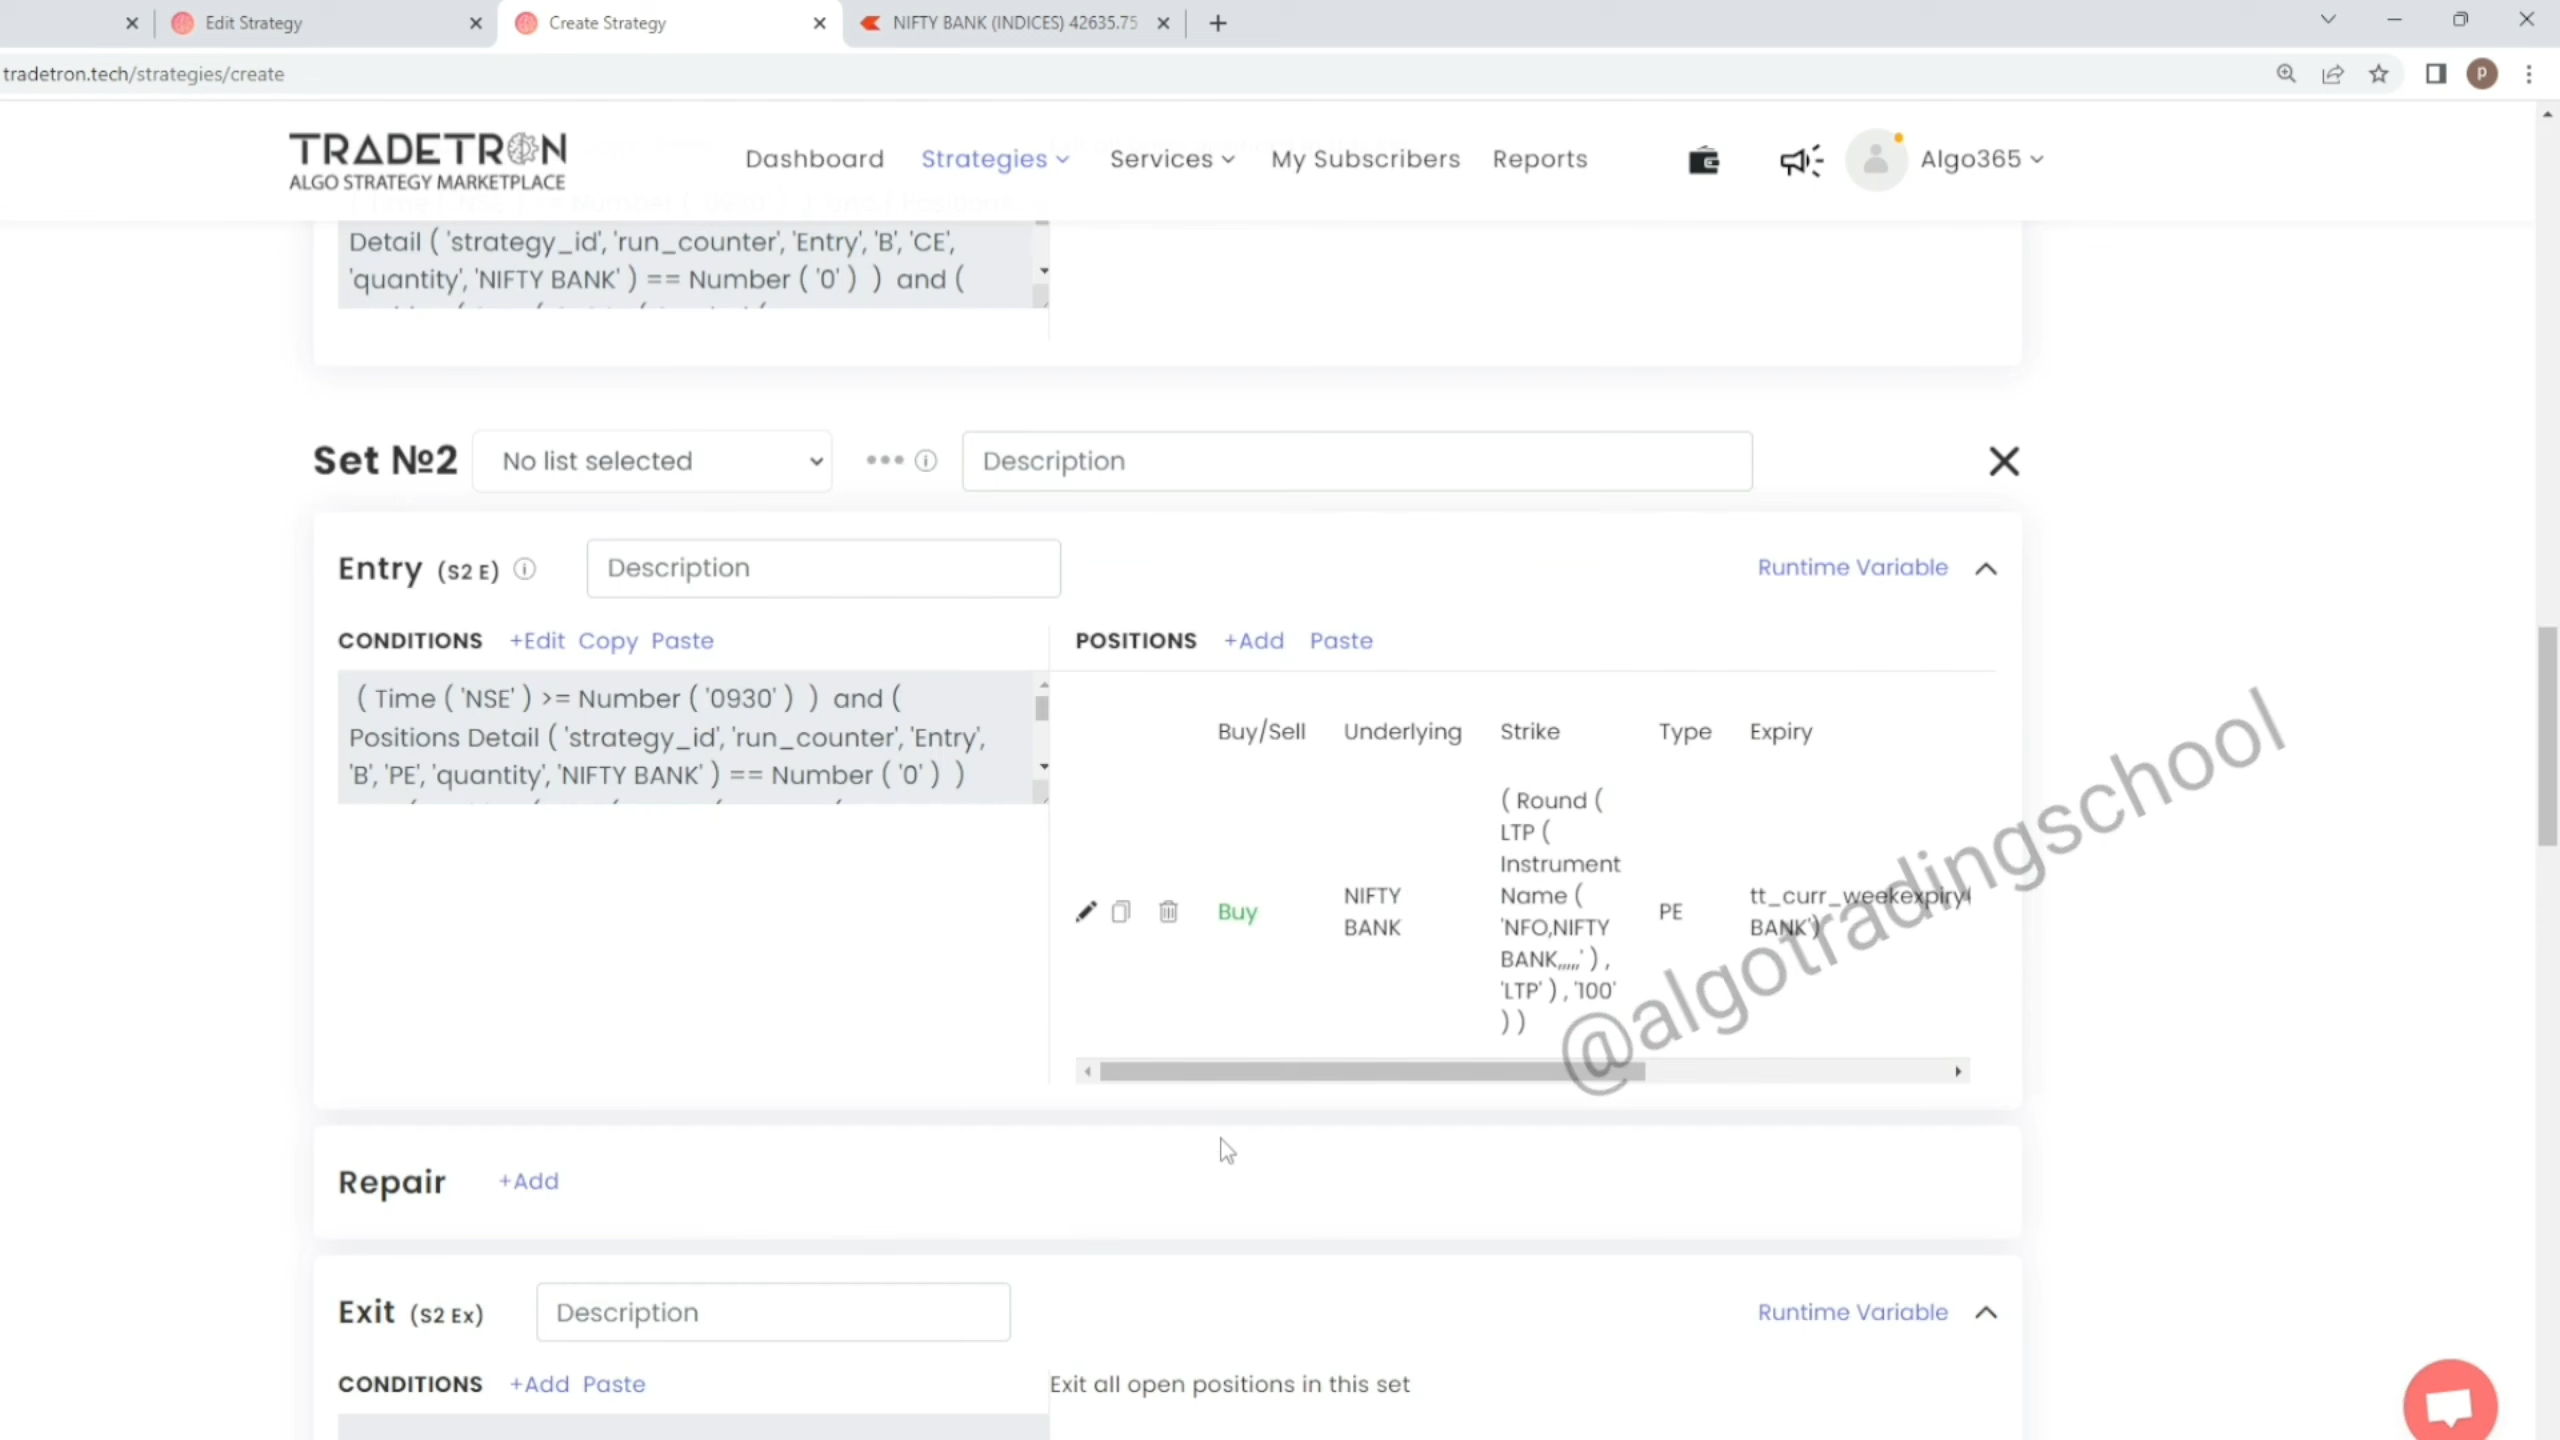 Edit Strategy
Create Strategy
NIFTY BANK (INDICES) 42635.75
tradetron.tech/strategies/create
p
TRADETRON
ALGO STRATEGY MARKETPLACE
Dashboard
Strategies
Services
My Subscribers
Reports
Algo365
Detail ( 'strategy_id', 'run_counter', 'Entry', 'B', 'CE',
'quantity', 'NIFTY BANK' ) == Number ( '0' ) ) and (
Set №2
No list selected
Description
Entry (S2 E)
Description
Runtime Variable
CONDITIONS +Edit Copy Paste
( Time ( 'NSE' ) >= Number ( '0930' ) ) and (
Positions Detail ( 'strategy_id', 'run_counter', 'Entry',
'B', 'PE', 'quantity', 'NIFTY BANK' ) == Number ( '0' ) )
POSITIONS +Add Paste
Buy/Sell Underlying Strike Type Expiry
Buy
NIFTY
BANK
( Round (
LTP (
Instrument
Name (
'NFO,NIFTY
BANK,,,,,' ) ,
'LTP' ) , '100'
) )
PE
tt_curr_weekexpiry(
BANK')
@algotradingschool
Repair +Add
Exit (S2 Ex)
Description
Runtime Variable
CONDITIONS +Add Paste
Exit all open positions in this set